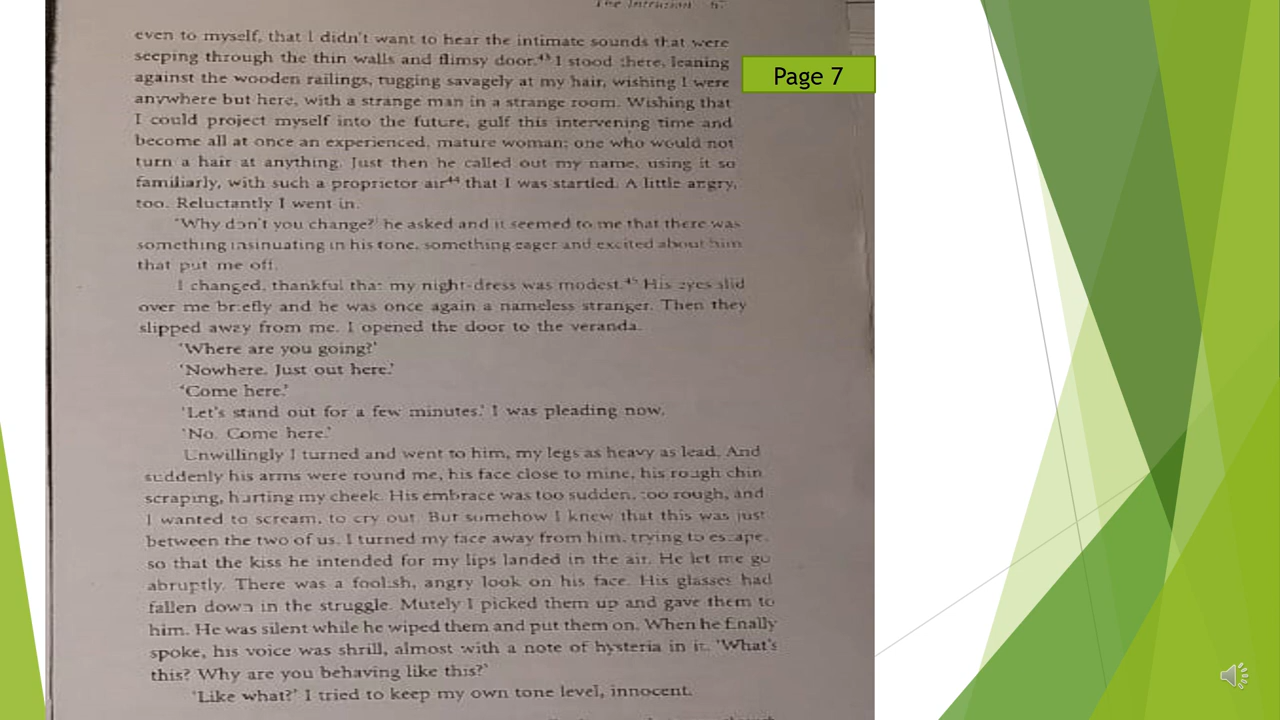 The Intrusion
even to myself, that I didn't want to hear the intimate sounds that were
seeping through the thin walls and flimsy door.⁴³ I stood there, leaning
against the wooden railings, tugging savagely at my hair, wishing I were
anywhere but here, with a strange man in a strange room. Wishing that
I could project myself into the future, gulf this intervening time and
become all at once an experienced, mature woman; one who would not
turn a hair at anything. Just then he called out my name, using it so
familiarly, with such a proprietor air⁴⁴ that I was startled. A little angry,
too. Reluctantly I went in.
'Why don't you change?' he asked and it seemed to me that there was
something insinuating in his tone, something eager and excited about him
that put me off.
I changed, thankful that my night-dress was modest.⁴⁵ His eyes slid
over me briefly and he was once again a nameless stranger. Then they
slipped away from me. I opened the door to the veranda.
'Where are you going?'
'Nowhere. Just out here.'
'Come here.'
'Let's stand out for a few minutes.' I was pleading now.
'No. Come here.'
Unwillingly I turned and went to him, my legs as heavy as lead. And
suddenly his arms were round me, his face close to mine, his rough chin
scraping, hurting my cheek. His embrace was too sudden, too rough, and
I wanted to scream, to cry out. But somehow I knew that this was just
between the two of us. I turned my face away from him, trying to escape,
so that the kiss he intended for my lips landed in the air. He let me go
abruptly. There was a foolish, angry look on his face. His glasses had
fallen down in the struggle. Mutely I picked them up and gave them to
him. He was silent while he wiped them and put them on. When he finally
spoke, his voice was shrill, almost with a note of hysteria in it. 'What's
this? Why are you behaving like this?'
'Like what?' I tried to keep my own tone level, innocent.
Page 7